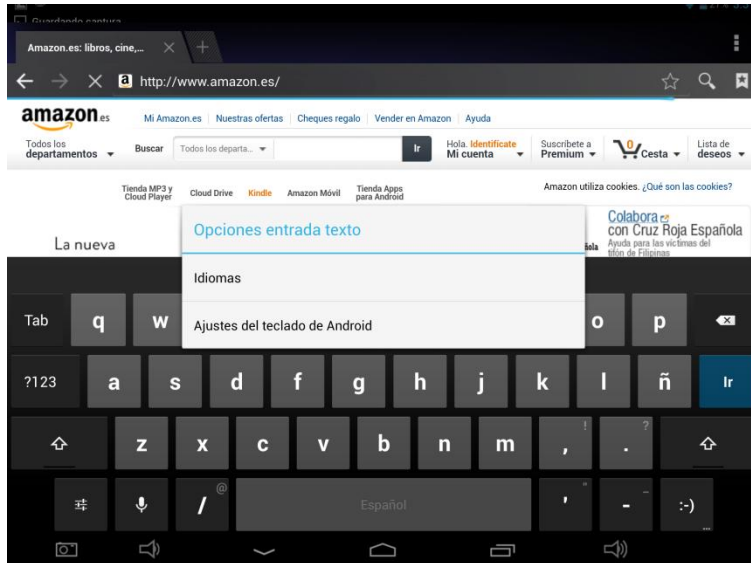 Guardando captura
Amazon.es: libros, cine,...
http://www.amazon.es/
amazon.es
Mi Amazon.es | Nuestras ofertas | Cheques regalo | Vender en Amazon | Ayuda
Todos los
departamentos
Buscar
Todos los departa...
Ir
Hola. Identifícate
Mi cuenta
Suscríbete a
Premium
0
Cesta
Lista de
deseos
Tienda MP3 y
Cloud Player
Cloud Drive
Kindle
Amazon Móvil
Tienda Apps
para Android
Amazon utiliza cookies. ¿Qué son las cookies?
La nueva
Colabora
con Cruz Roja Española
Ayuda para las víctimas del
tifón de Filipinas
Opciones entrada texto
Idiomas
Ajustes del teclado de Android
Tab q w o p
?123 a s d f g h j k l ñ Ir
z x c v b n m , ! . ?
/ @ Español ' " - _ :-)